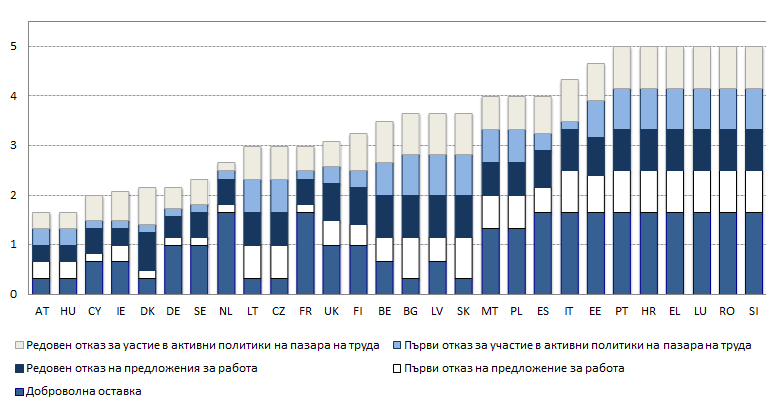 5
4
3
2
1
0
AT HU CY IE DK DE SE NL LT CZ FR UK FI BE BG LV SK MT PL ES IT EE PT HR EL LU RO SI
Редовен отказ за уастие в активни политики на пазара на труда Първи отказ за участие в активни политики на пазара на труда
Редовен отказ на предложения за работа Първи отказ на предложение за работа
Доброволна оставка